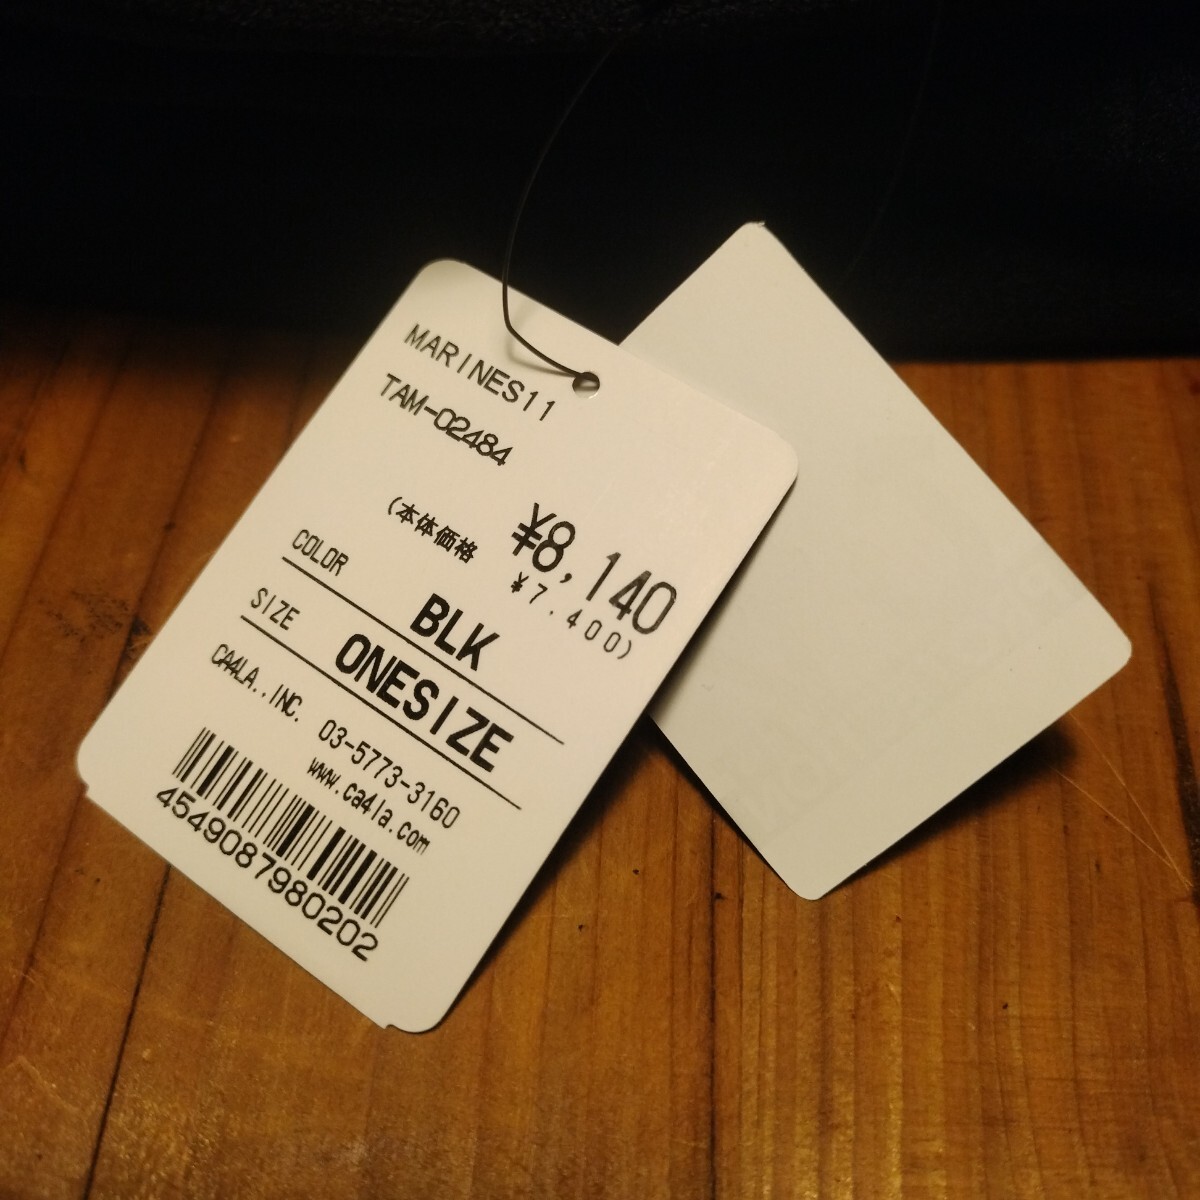 MARINES11
TAM-02484
¥8,140
(本体価格 ¥7,400)
COLOR BLK
SIZE ONESIZE
CA4LA.,INC. 03-5773-3160
www.ca4la.com
4549087980202